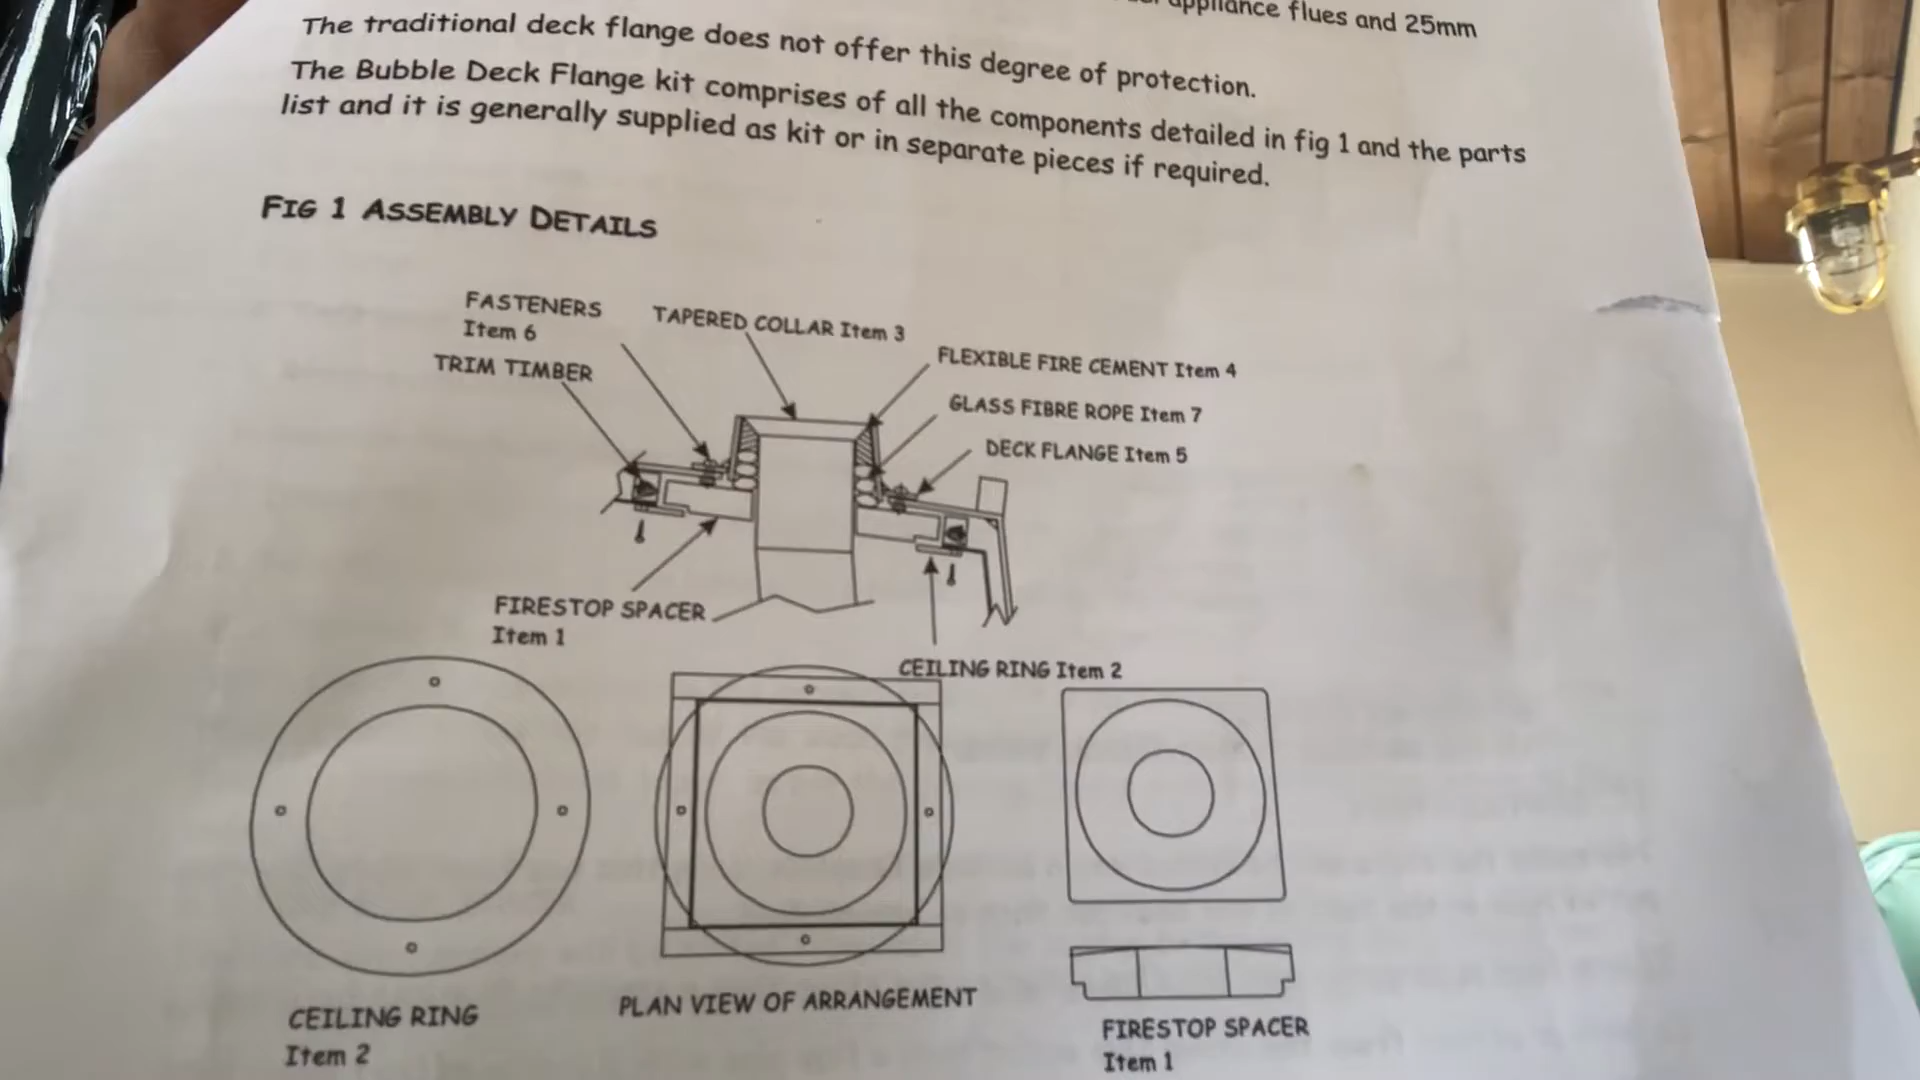 appliance flues and 25mm
The traditional deck flange does not offer this degree of protection.
The Bubble Deck Flange kit comprises of all the components detailed in fig 1 and the parts
list and it is generally supplied as kit or in separate pieces if required.
FIG 1 ASSEMBLY DETAILS
FASTENERS
Item 6
TAPERED COLLAR Item 3
TRIM TIMBER
FLEXIBLE FIRE CEMENT Item 4
GLASS FIBRE ROPE Item 7
DECK FLANGE Item 5
FIRESTOP SPACER
Item 1
CEILING RING Item 2
CEILING RING
Item 2
PLAN VIEW OF ARRANGEMENT
FIRESTOP SPACER
Item 1